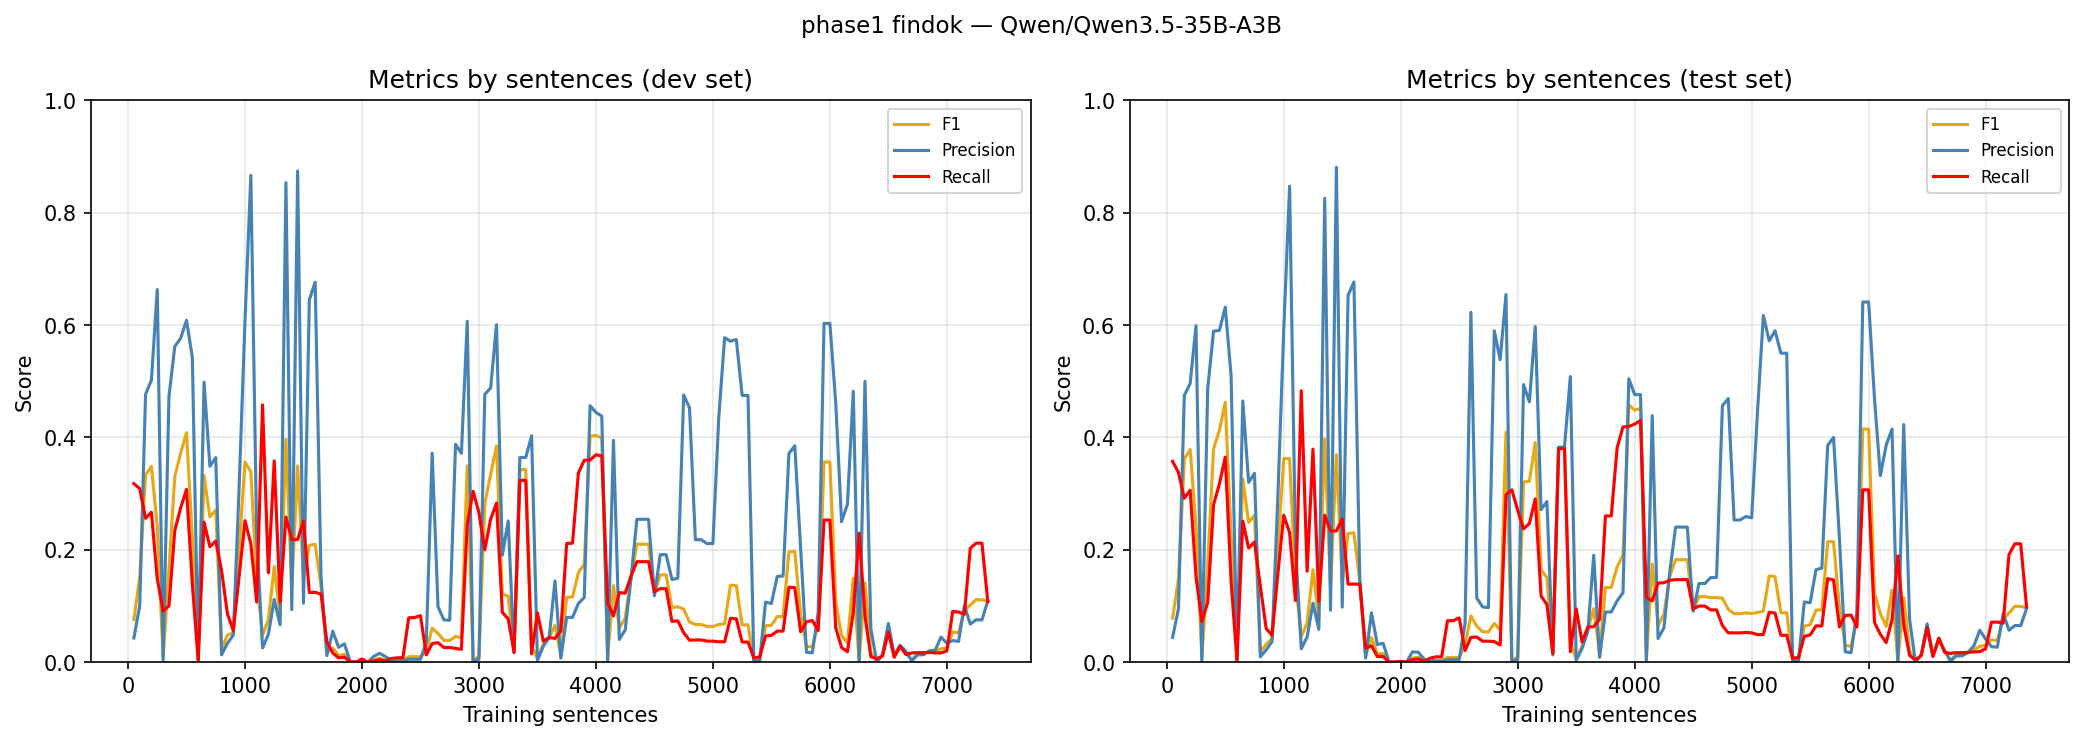 phase1 findok — Qwen/Qwen3.5-35B-A3B
Metrics by sentences (dev set)
1.0
0.8
0.6
0.4
0.2
0.0
Score
F1
Precision
Recall
0 1000 2000 3000 4000 5000 6000 7000
Training sentences
Metrics by sentences (test set)
1.0
0.8
0.6
0.4
0.2
0.0
Score
F1
Precision
Recall
0 1000 2000 3000 4000 5000 6000 7000
Training sentences